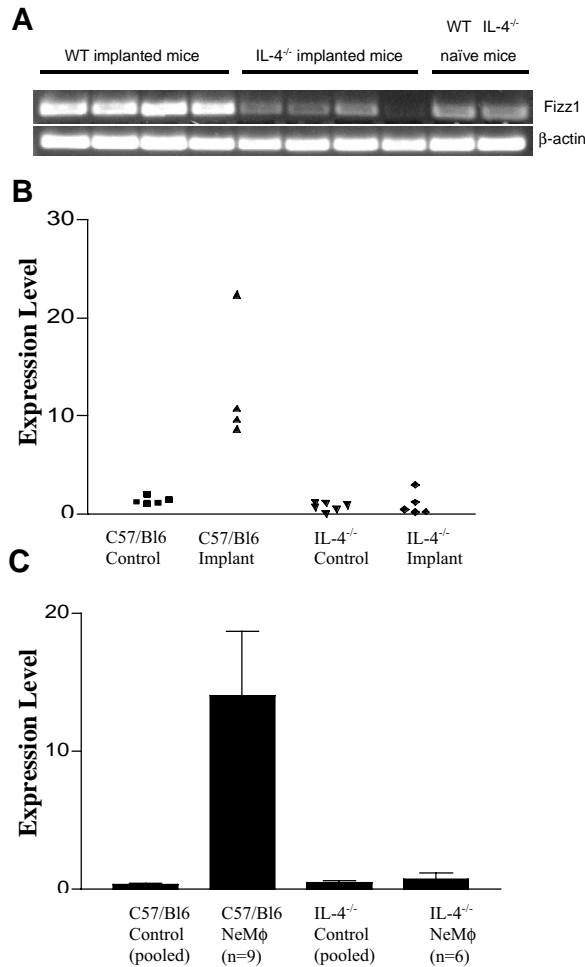 A
WT IL-4-/-
WT implanted mice IL-4-/- implanted mice naïve mice
Fizz1
β-actin
B
30
20
10
0
Expression Level
C57/Bl6 Control
C57/Bl6 Implant
IL-4-/- Control
IL-4-/- Implant
C
20
10
0
Expression Level
C57/Bl6 Control (pooled)
C57/Bl6 NeMϕ (n=9)
IL-4-/- Control (pooled)
IL-4-/- NeMϕ (n=6)